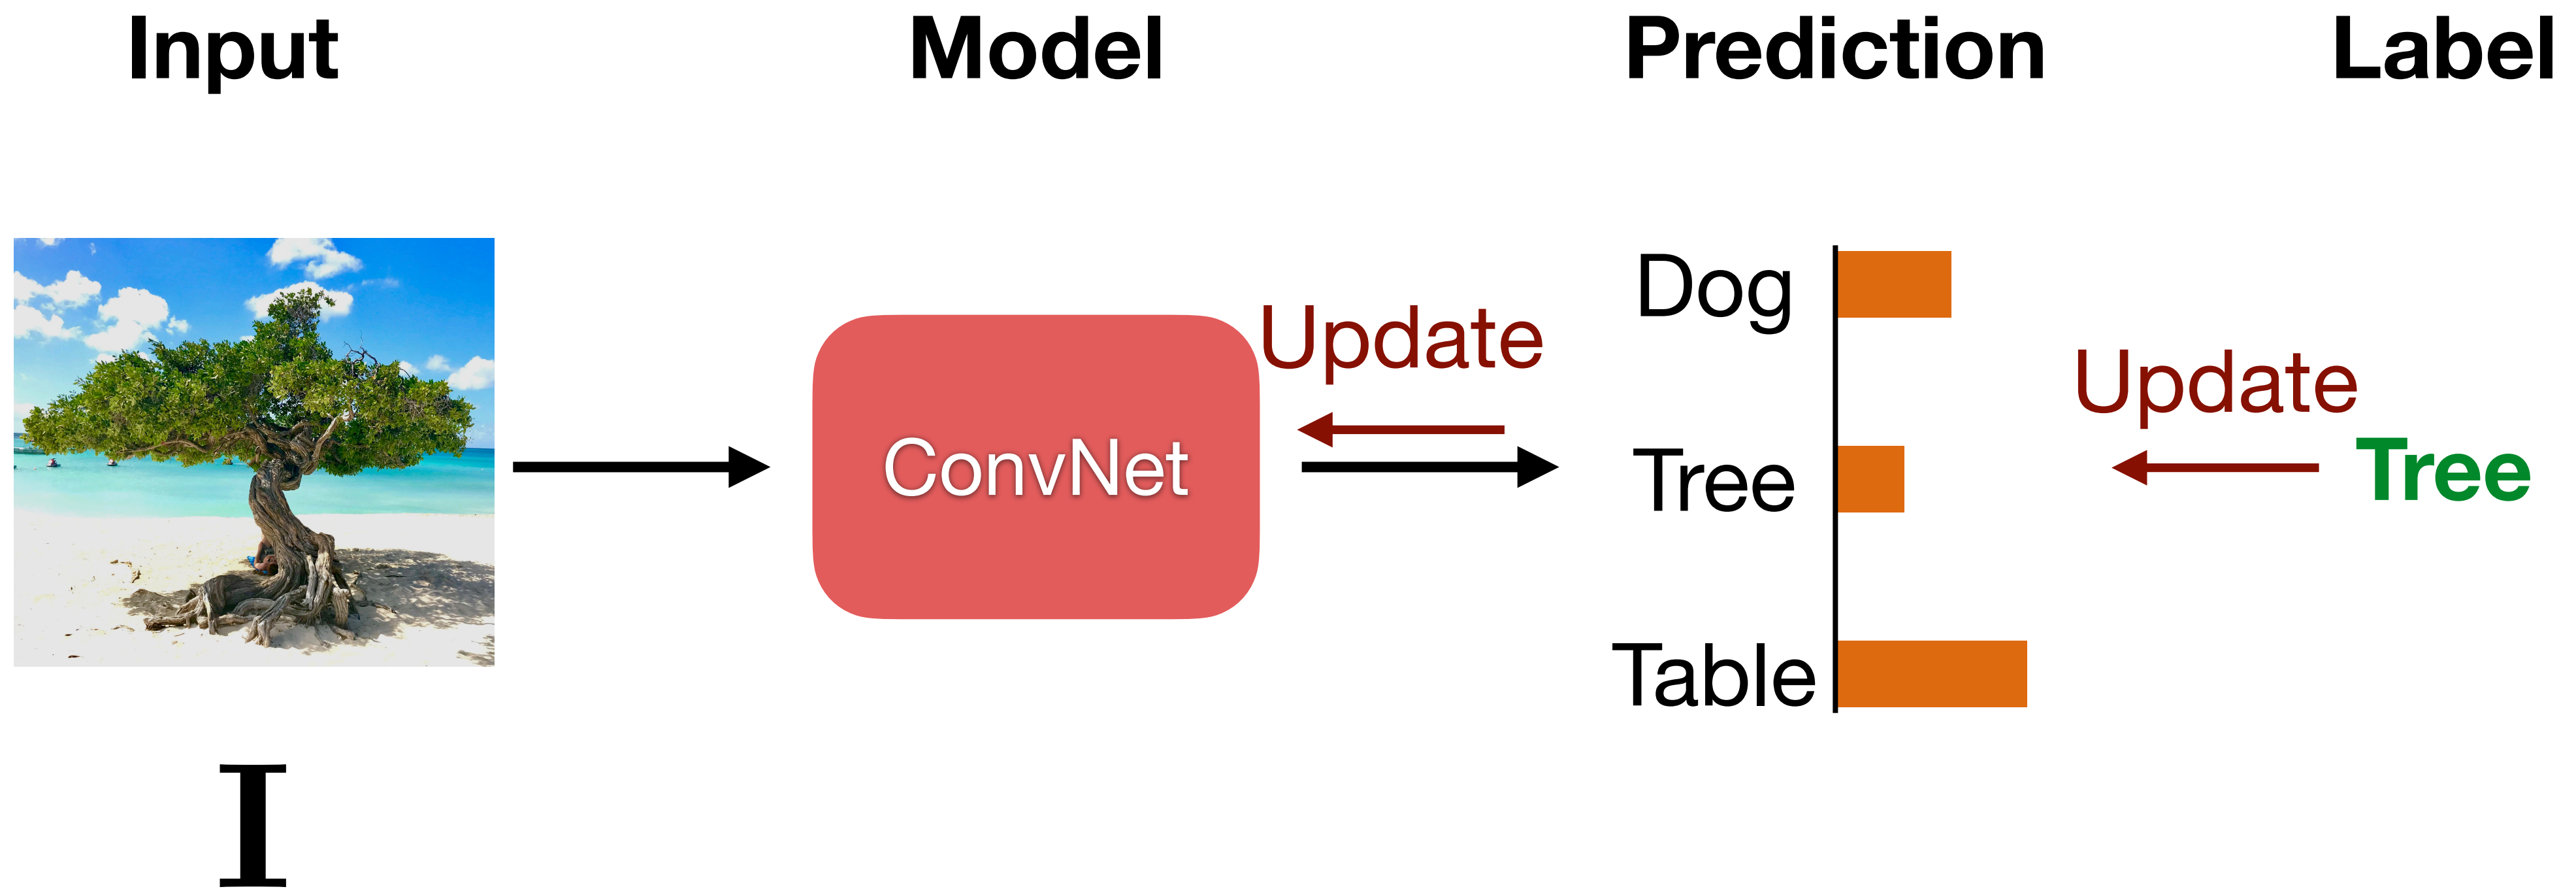 Input
Model
Prediction
Label
Dog
Update
Update
ConvNet
Tree
Tree
Table
I